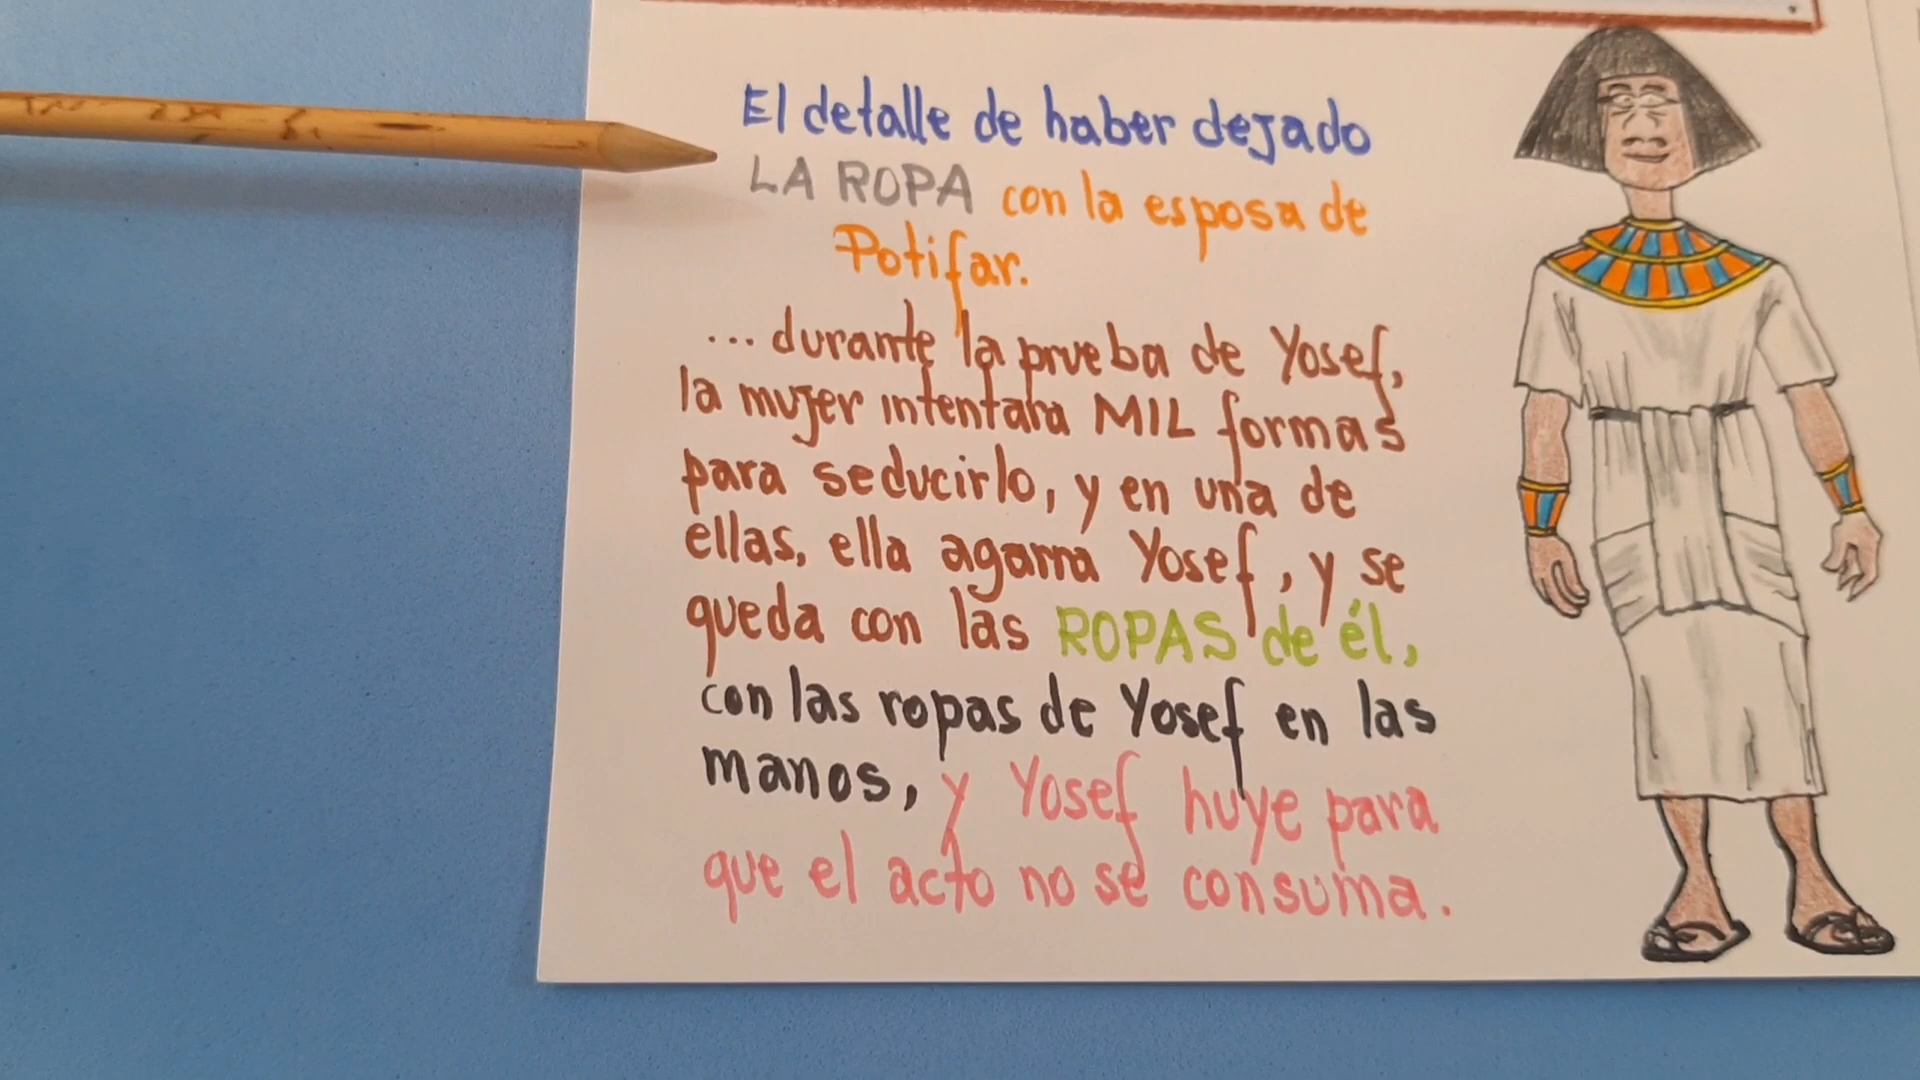 El detalle de haber dejado
LA ROPA con la esposa de
Potifar.
... durante la prueba de Yosef,
la mujer intentara MIL formas
para seducirlo, y en una de
ellas, ella agarra Yosef, y se
queda con las ROPAS de él,
con las ropas de Yosef en las
manos, y Yosef huye para
que el acto no se consuma.